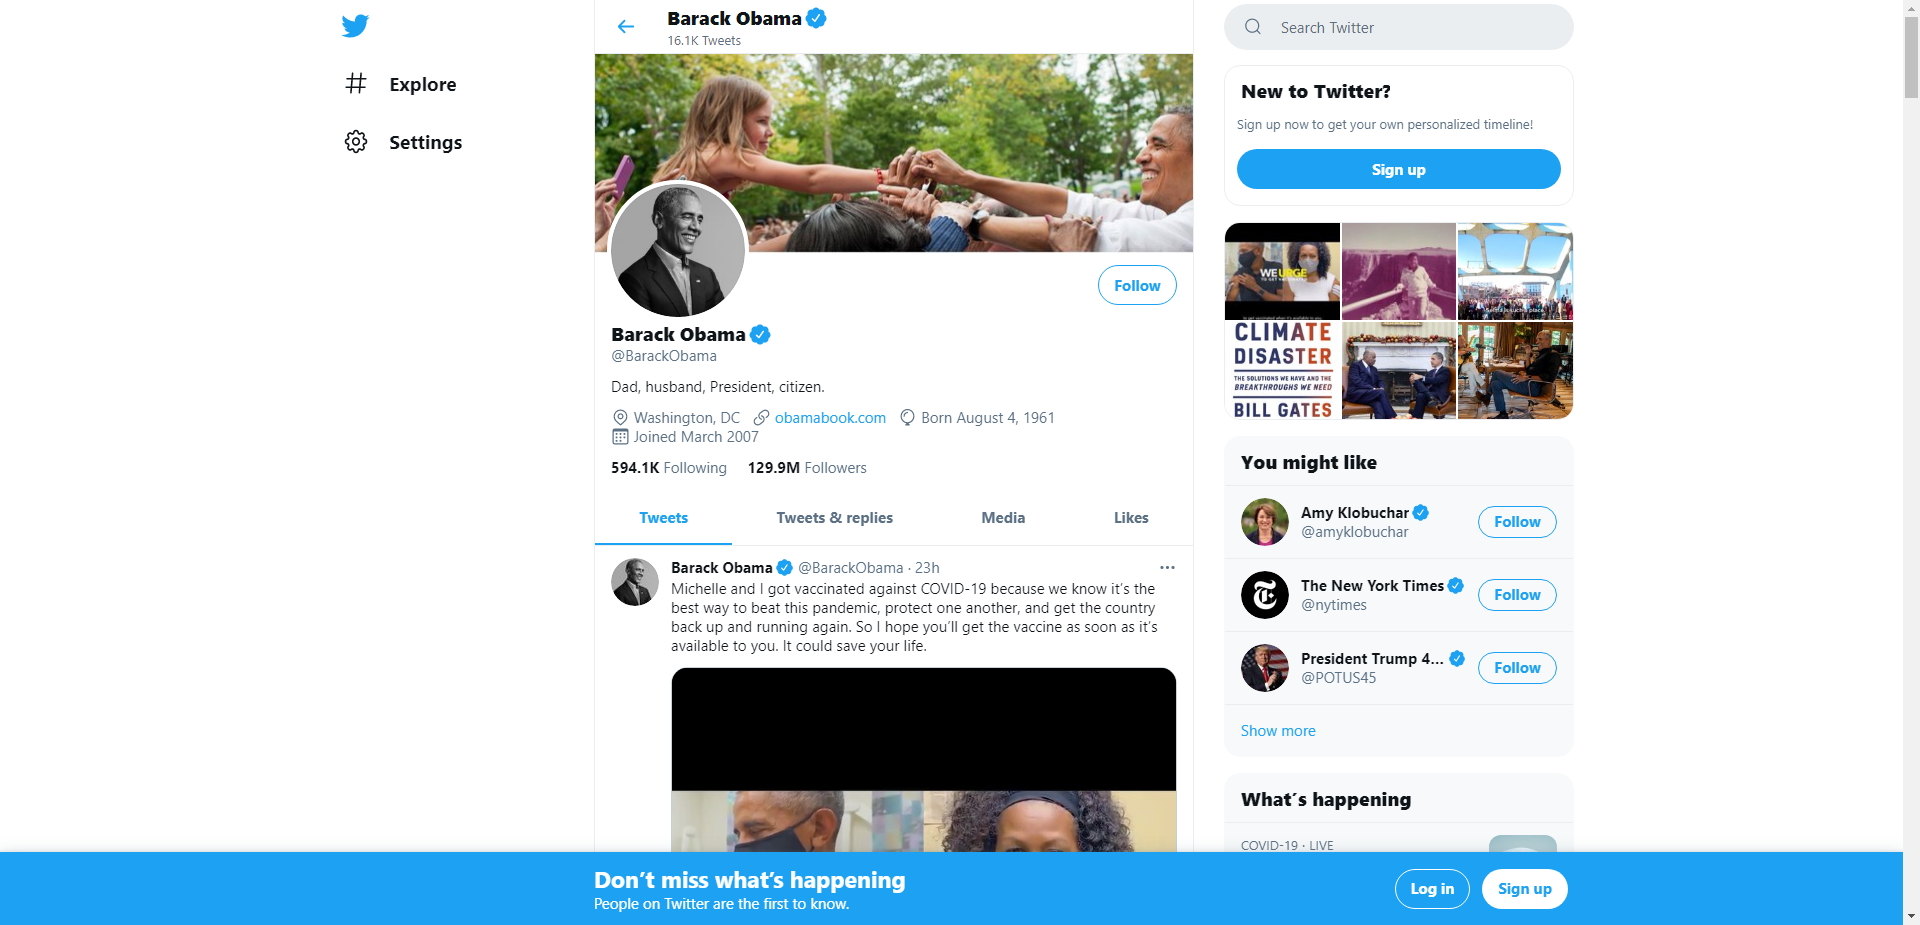 Explore
Settings
Barack Obama
16.1K Tweets
Follow
Barack Obama
@BarackObama
Dad, husband, President, citizen.
Washington, DC obamabook.com Born August 4, 1961
Joined March 2007
594.1K Following 129.9M Followers
Tweets Tweets & replies Media Likes
Barack Obama @BarackObama · 23h
Michelle and I got vaccinated against COVID-19 because we know it's the
best way to beat this pandemic, protect one another, and get the country
back up and running again. So I hope you'll get the vaccine as soon as it's
available to you. It could save your life.
Search Twitter
New to Twitter?
Sign up now to get your own personalized timeline!
Sign up
WE URGE
CLIMATE
DISASTER
THE SOLUTIONS WE HAVE AND THE
BREAKTHROUGHS WE NEED
BILL GATES
You might like
Amy Klobuchar
@amyklobuchar
Follow
The New York Times
@nytimes
Follow
President Trump 4...
@POTUS45
Follow
Show more
What´s happening
COVID-19 · LIVE
Don't miss what's happening
People on Twitter are the first to know.
Log in Sign up